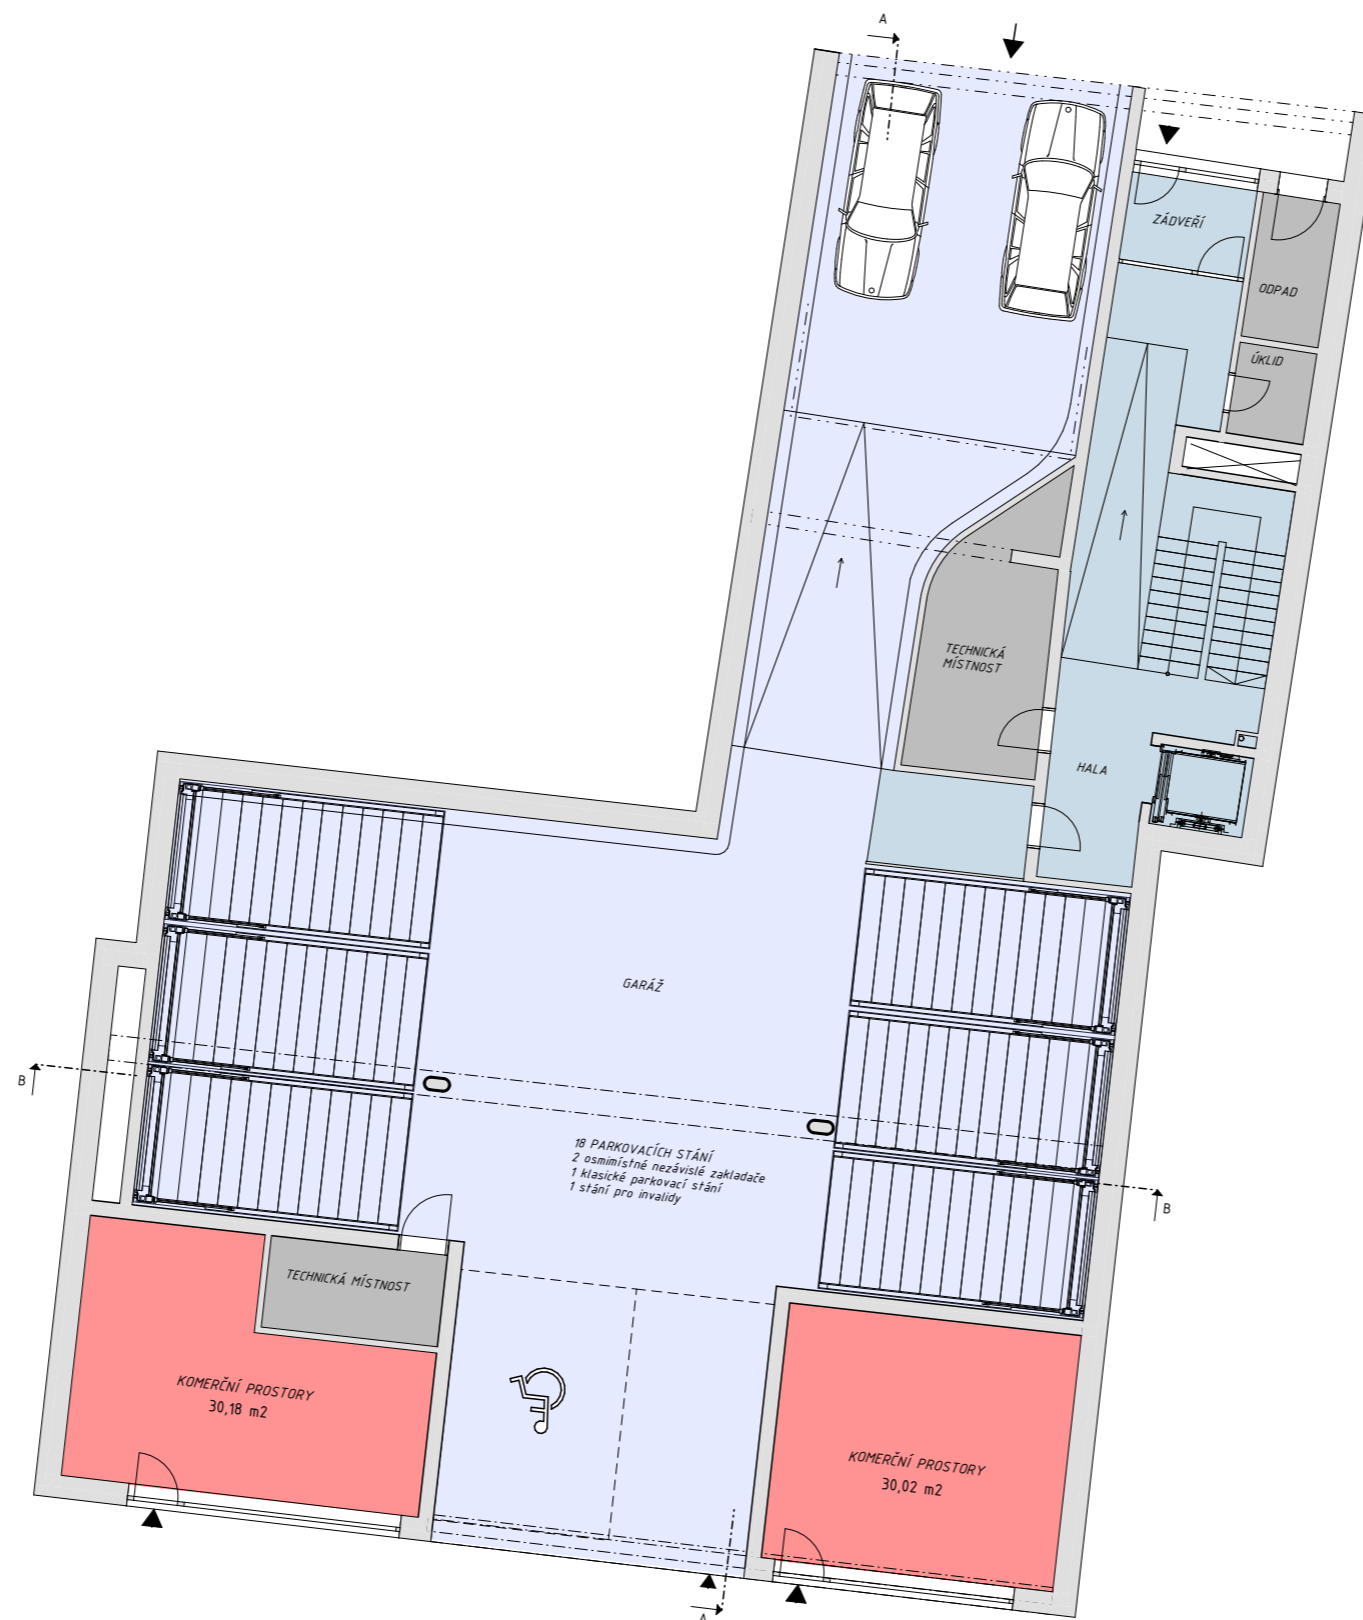 A
ZÁDVEŘÍ
ODPAD
ÚKLID
TECHNICKÁ
MÍSTNOST
HALA
GARÁŽ
B
18 PARKOVACÍCH STÁNÍ
2 osmimístné nezávislé zakladače
1 klasické parkovací stání
1 stání pro invalidy
B
TECHNICKÁ MÍSTNOST
KOMERČNÍ PROSTORY
30,18 m2
KOMERČNÍ PROSTORY
30,02 m2
A